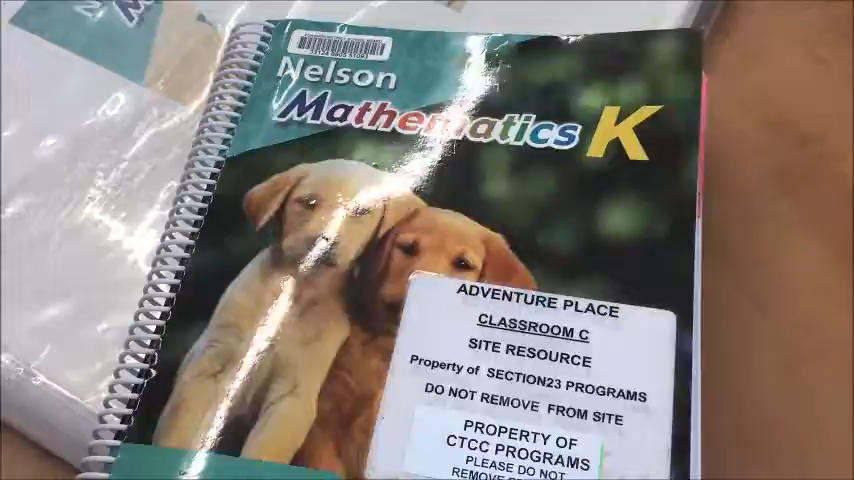 Nelson
Mathematics K
ADVENTURE PLACE
CLASSROOM C
SITE RESOURCE
Property of SECTION23 PROGRAMS
DO NOT REMOVE FROM SITE
PROPERTY OF
CTCC PROGRAMS
PLEASE DO NOT